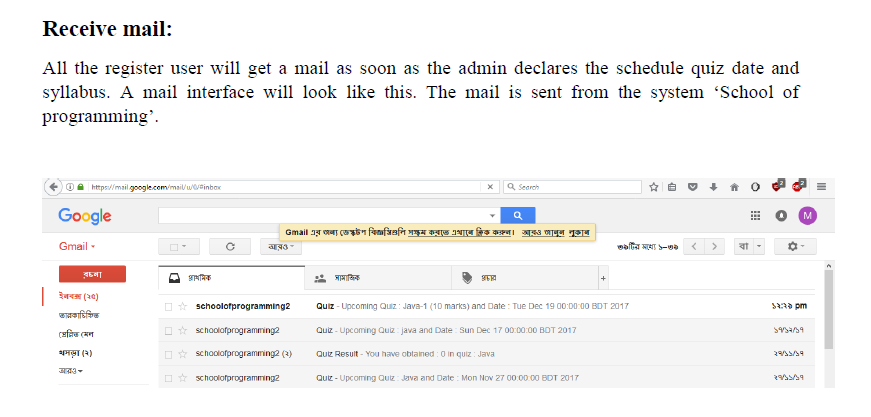 Receive mail:
All the register user will get a mail as soon as the admin declares the schedule quiz date and
syllabus. A mail interface will look like this. The mail is sent from the system ‘School of
programming’.
https://mail.google.com/mail/u/0/#inbox
Search
2
2
Google
M
Gmail এর জন্য ডেস্কটপ বিজ্ঞপ্তিগুলি সক্ষম করতে এখানে ক্লিক করুন। আরও জানুন লুকান
Gmail
আরও
৩৯টির মধ্যে ১–৩৯
বা
রচনা
প্রাথমিক
সামাজিক
প্রচার
+
ইনবক্স (২৫)
তারকাচিহ্নিত
প্রেরিত মেল
খসড়া (২)
আরও
schoolofprogramming2 Quiz - Upcoming Quiz : Java-1 (10 marks) and Date : Tue Dec 19 00:00:00 BDT 2017 ১২:২৯ pm
schoolofprogramming2 Quiz - Upcoming Quiz : java and Date : Sun Dec 17 00:00:00 BDT 2017 ১৭/১২/১৭
schoolofprogramming2 (২) Quiz Result - You have obtained : 0 in quiz : Java ২৭/১১/১৭
schoolofprogramming2 Quiz - Upcoming Quiz : Java and Date : Mon Nov 27 00:00:00 BDT 2017 ২৭/১১/১৭